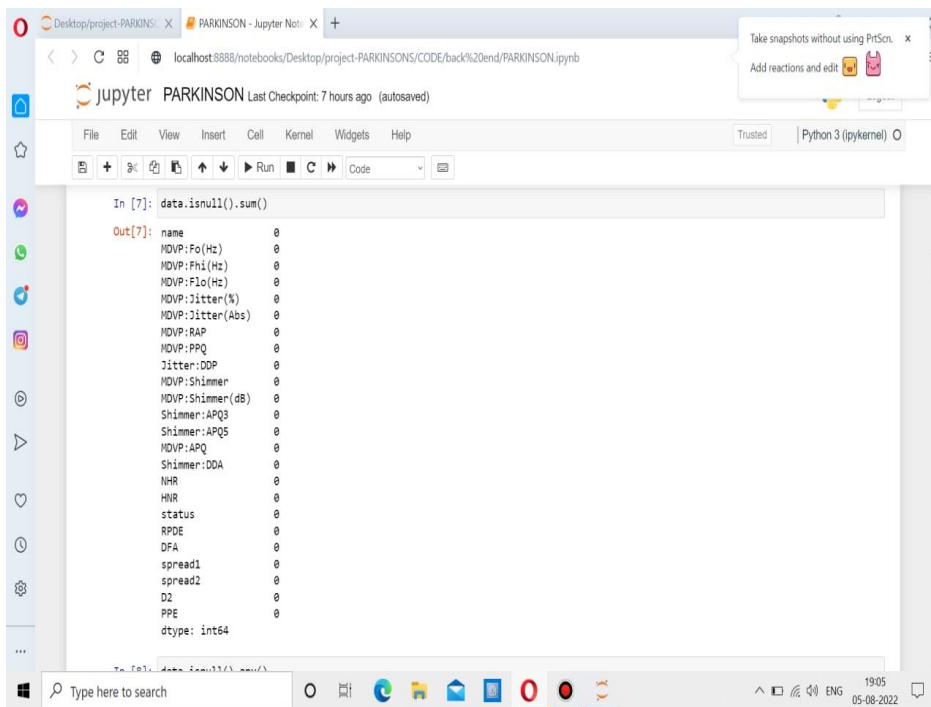 Desktop/project-PARKINS
PARKINSON - Jupyter Not
Take snapshots without using PrtScn.
Add reactions and edit
localhost:8888/notebooks/Desktop/project-PARKINSONS/CODE/back%20end/PARKINSON.ipynb
jupyter PARKINSON Last Checkpoint: 7 hours ago (autosaved)
File Edit View Insert Cell Kernel Widgets Help
Trusted Python 3 (ipykernel)
Run Code
In [7]: data.isnull().sum()
Out[7]: name 0
MDVP:Fo(Hz) 0
MDVP:Fhi(Hz) 0
MDVP:Flo(Hz) 0
MDVP:Jitter(%) 0
MDVP:Jitter(Abs) 0
MDVP:RAP 0
MDVP:PPQ 0
Jitter:DDP 0
MDVP:Shimmer 0
MDVP:Shimmer(dB) 0
Shimmer:APQ3 0
Shimmer:APQ5 0
MDVP:APQ 0
Shimmer:DDA 0
NHR 0
HNR 0
status 0
RPDE 0
DFA 0
spread1 0
spread2 0
D2 0
PPE 0
dtype: int64
In [8]: data.isnull().any()
Type here to search
ENG
19:05
05-08-2022